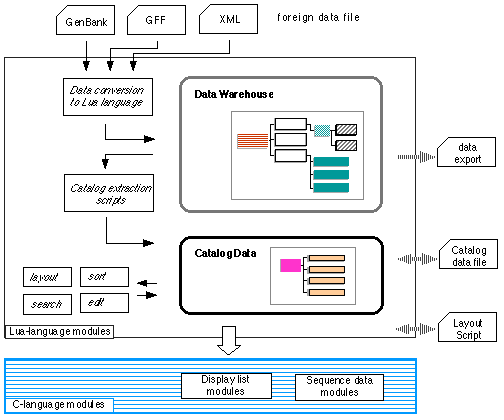 GenBank
GFF
XML
foreign data file
Data conversion
to Lua language
Data Warehouse
data
export
Catalog extraction
scripts
Catalog Data
Catalog
data file
layout
sort
search
edit
Lua-language modules
Layout
Script
Display list
modules
Sequence data
modules
C-language modules